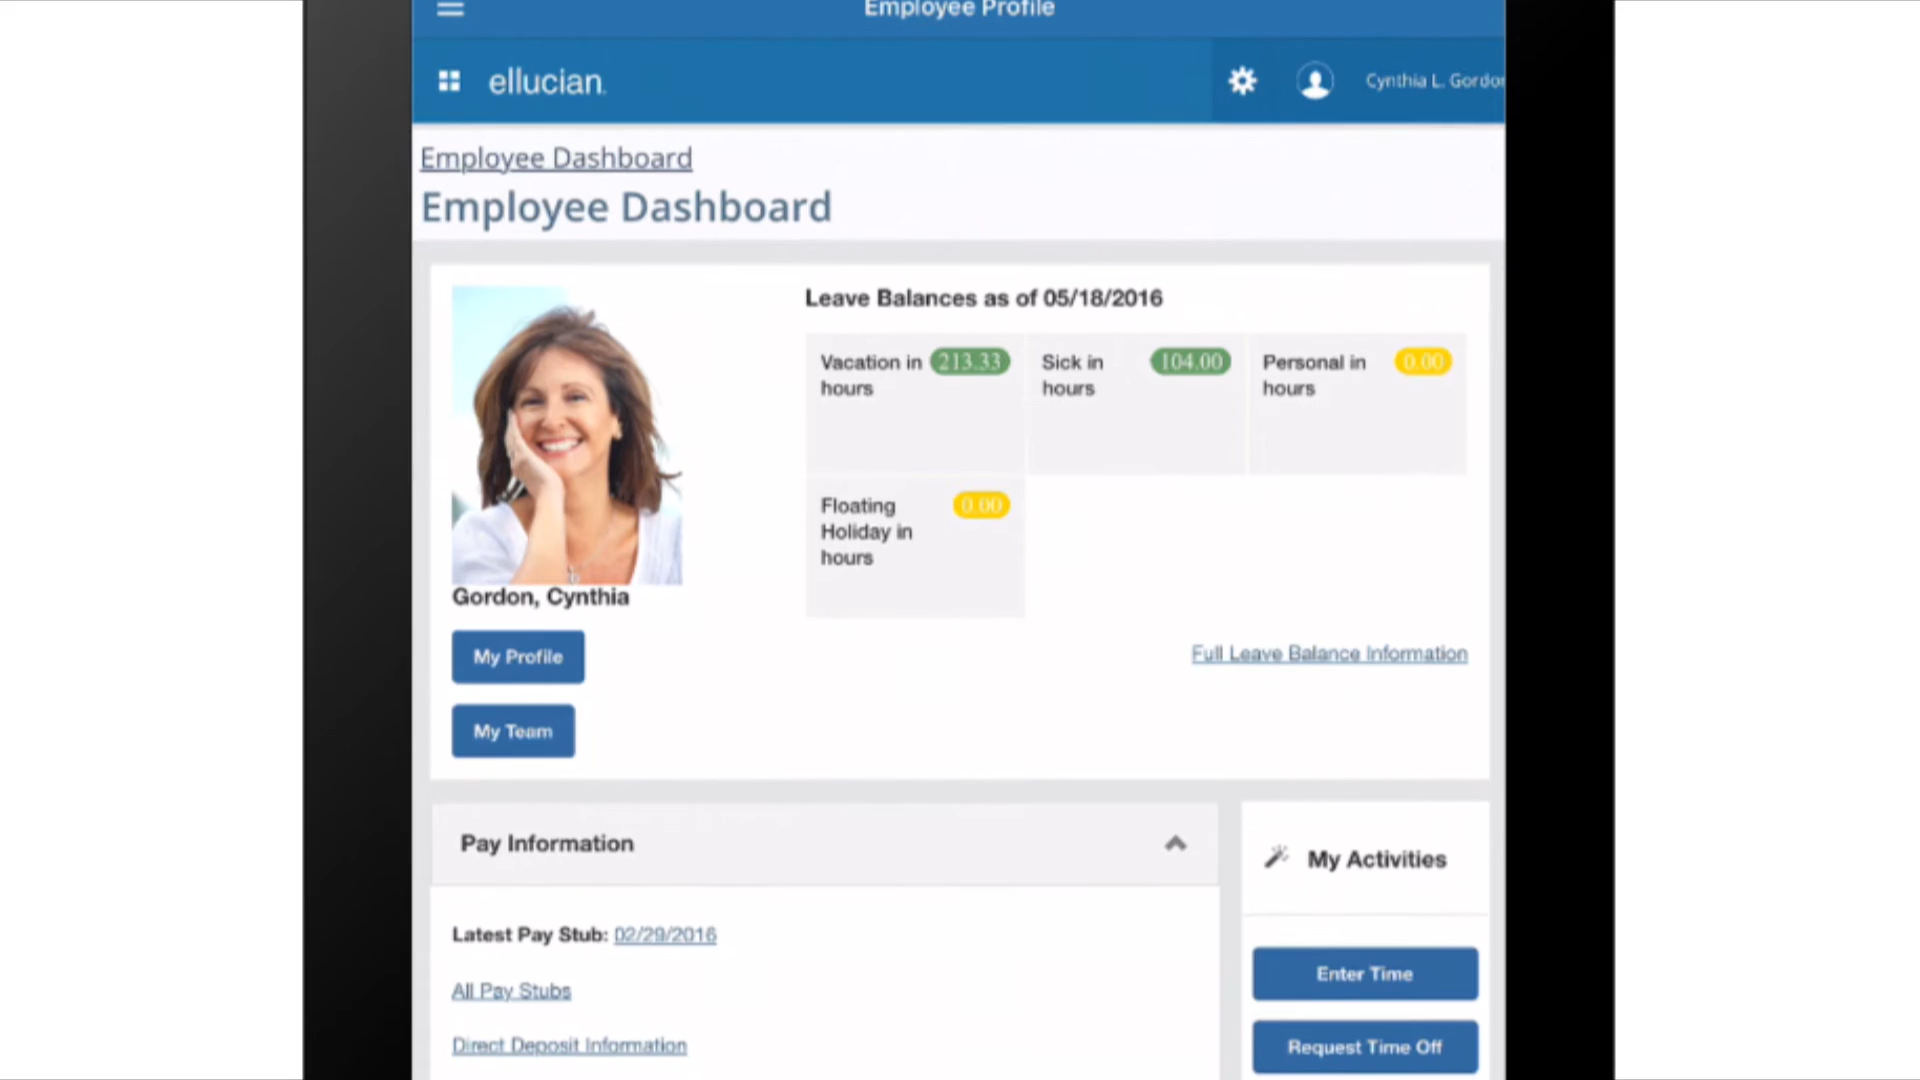 Employee Profile
ellucian.
Cynthia L. Gordon
Employee Dashboard
Employee Dashboard
Leave Balances as of 05/18/2016
Vacation in hours 213.33
Sick in hours 104.00
Personal in hours 0.00
Floating Holiday in hours 0.00
Gordon, Cynthia
My Profile
Full Leave Balance Information
My Team
Pay Information
My Activities
Latest Pay Stub: 02/29/2016
All Pay Stubs
Direct Deposit Information
Enter Time
Request Time Off